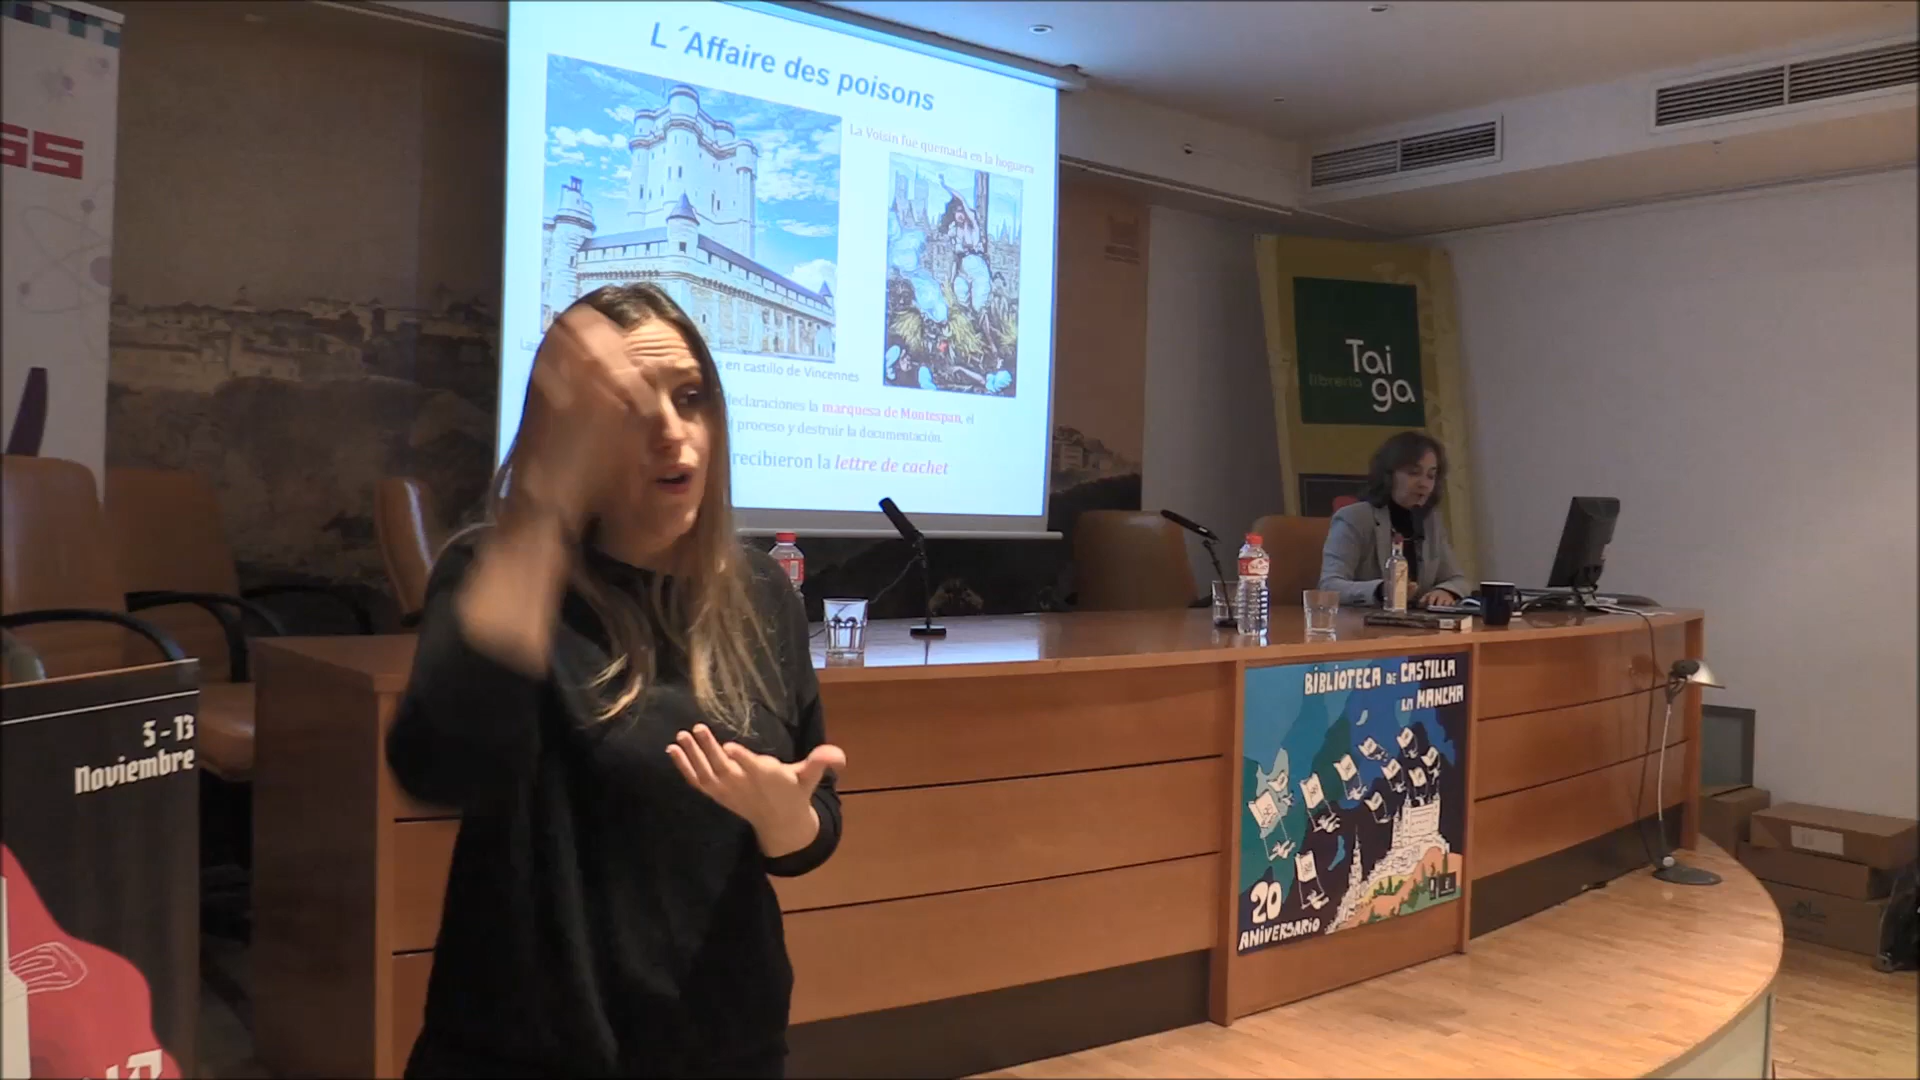 L ´Affaire des poisons
La Voisin fue quemada en la hoguera
s en castillo de Vincennes
declaraciones la marquesa de Montespan, el
l proceso y destruir la documentación.
recibieron la lettre de cachet
ss
Tai
librería
ga
5-13
Noviembre
BIBLIOTECA DE CASTILLA
LA MANCHA
20
ANIVERSARIO